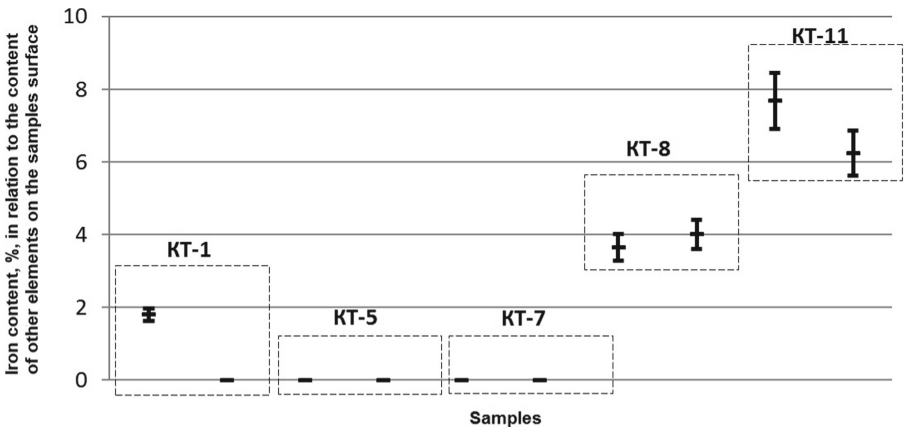 Iron content, %, in relation to the content
of other elements on the samples surface
10
8
6
4
2
0
KT-1
KT-5
KT-7
KT-8
KT-11
Samples